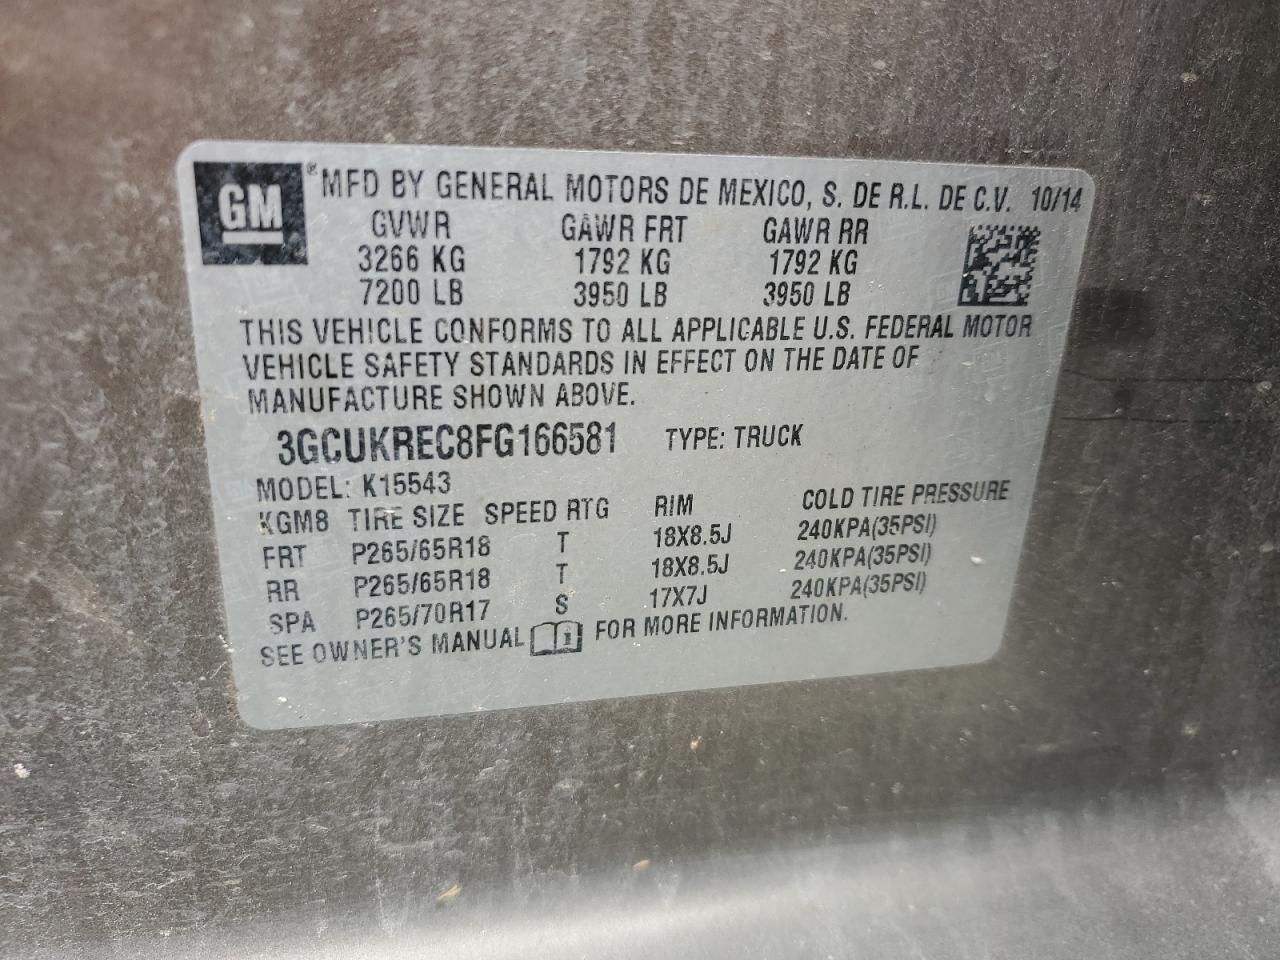 GM ® MFD BY GENERAL MOTORS DE MEXICO, S. DE R.L. DE C.V. 10/14
GVWR GAWR FRT GAWR RR
3266 KG 1792 KG 1792 KG
7200 LB 3950 LB 3950 LB
THIS VEHICLE CONFORMS TO ALL APPLICABLE U.S. FEDERAL MOTOR
VEHICLE SAFETY STANDARDS IN EFFECT ON THE DATE OF
MANUFACTURE SHOWN ABOVE.
3GCUKREC8FG166581 TYPE: TRUCK
MODEL: K15543
KGM8 TIRE SIZE SPEED RTG RIM COLD TIRE PRESSURE
FRT P265/65R18 T 18X8.5J 240KPA(35PSI)
RR P265/65R18 T 18X8.5J 240KPA(35PSI)
SPA P265/70R17 S 17X7J 240KPA(35PSI)
SEE OWNER'S MANUAL i FOR MORE INFORMATION.